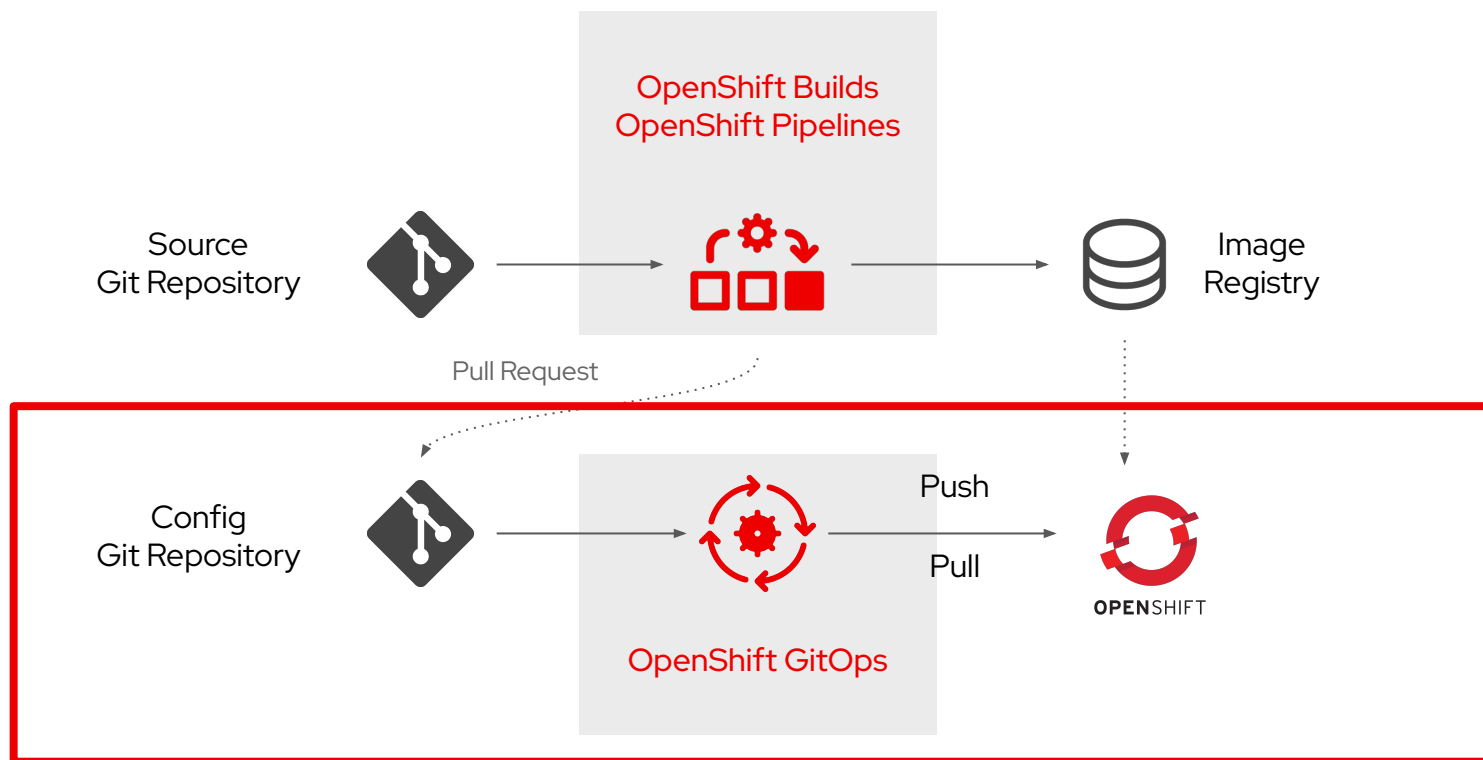 OpenShift Builds
OpenShift Pipelines
Source
Git Repository
Image
Registry
Pull Request
Config
Git Repository
Push
Pull
OPENSHIFT
OpenShift GitOps